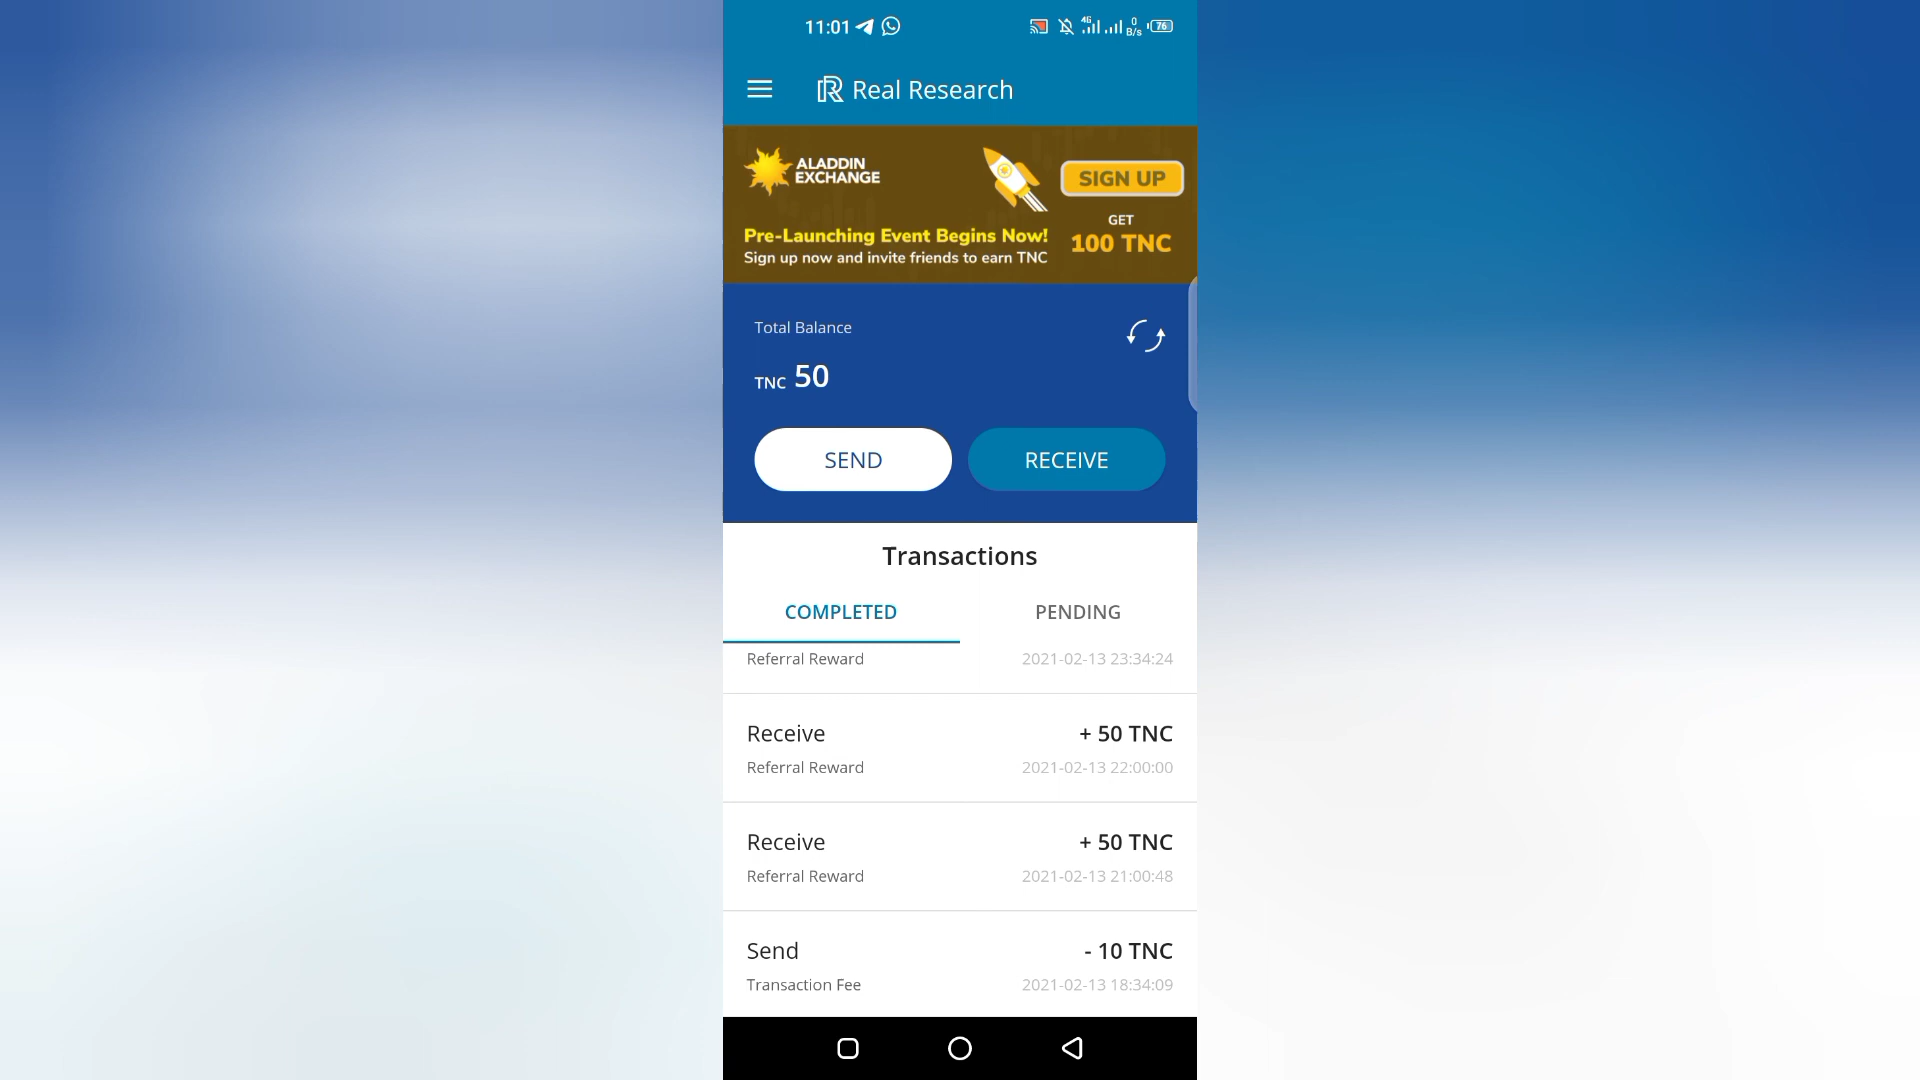 11:01 4G 0 B/s 76
Real Research
ALADDIN
EXCHANGE
SIGN UP
GET
100 TNC
Pre-Launching Event Begins Now!
Sign up now and invite friends to earn TNC
Total Balance
TNC 50
SEND RECEIVE
Transactions
COMPLETED PENDING
Referral Reward 2021-02-13 23:34:24
Receive + 50 TNC
Referral Reward 2021-02-13 22:00:00
Receive + 50 TNC
Referral Reward 2021-02-13 21:00:48
Send - 10 TNC
Transaction Fee 2021-02-13 18:34:09